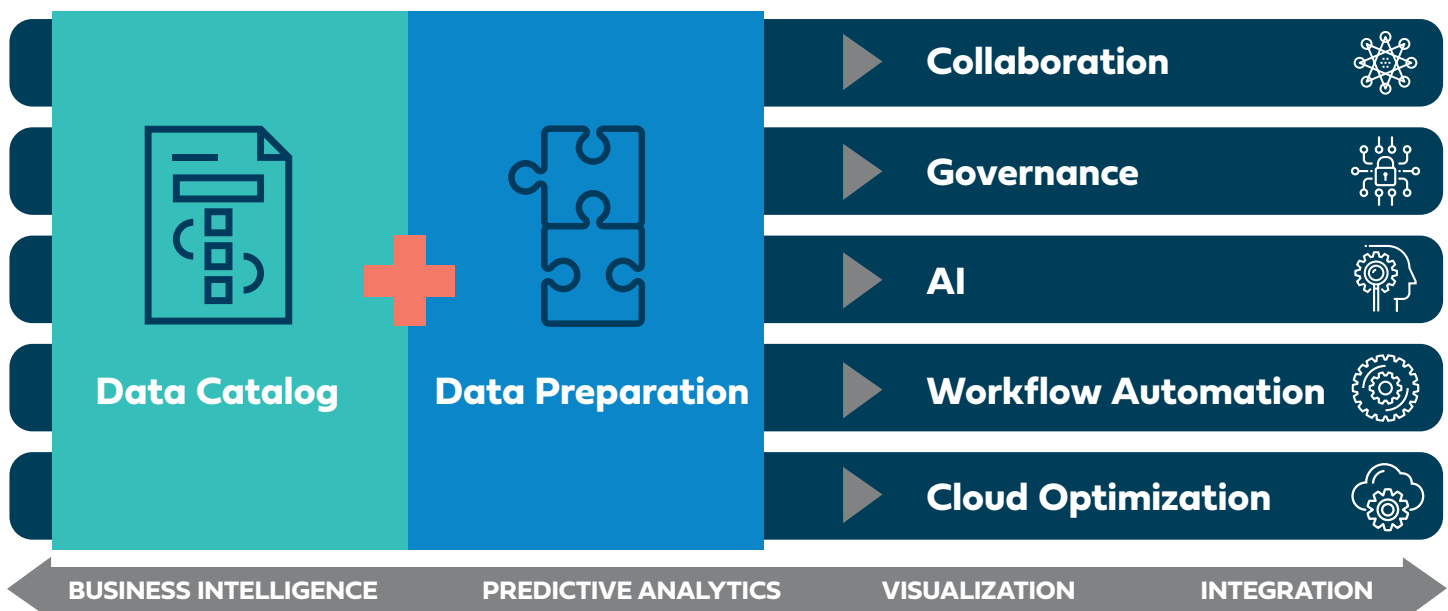 Data Catalog
Data Preparation
Collaboration
Governance
AI
Workflow Automation
Cloud Optimization
BUSINESS INTELLIGENCE PREDICTIVE ANALYTICS VISUALIZATION INTEGRATION